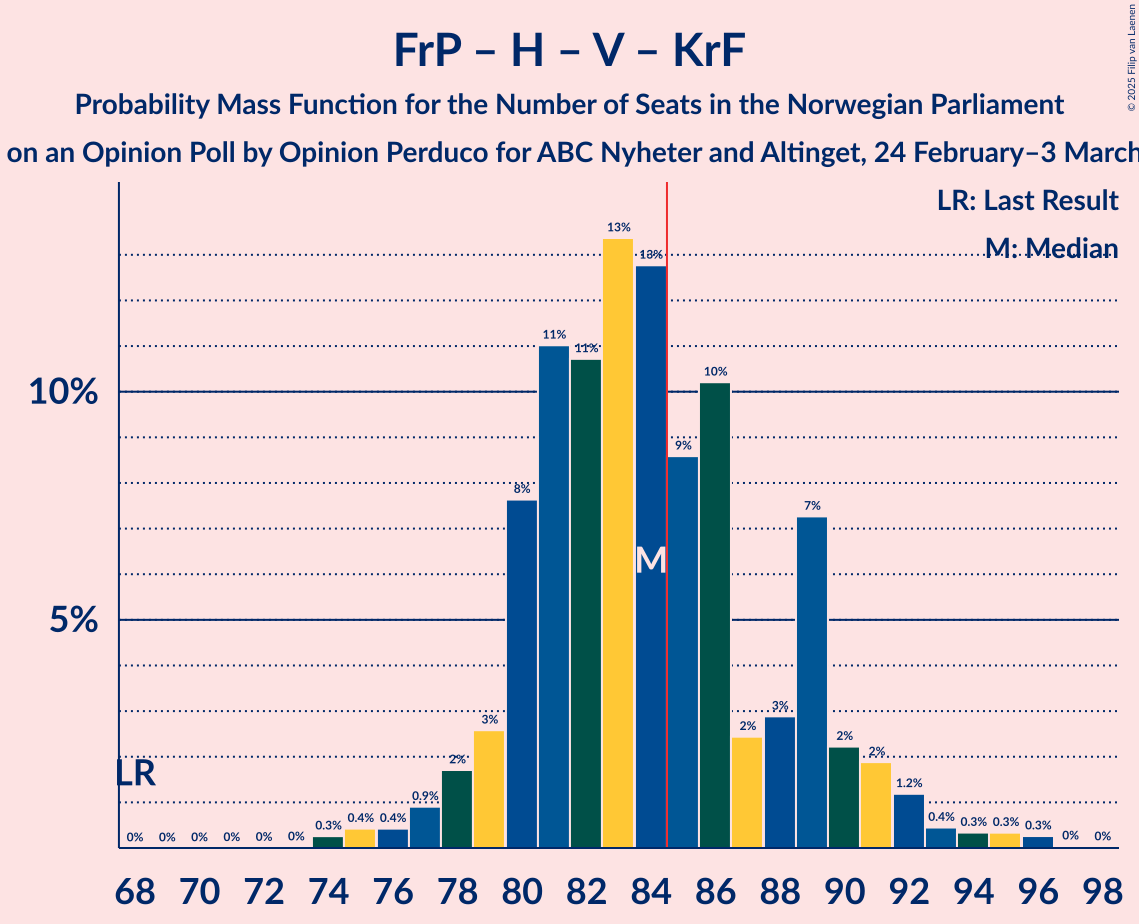 FrP – H – V – KrF
Probability Mass Function for the Number of Seats in the Norwegian Parliament
on an Opinion Poll by Opinion Perduco for ABC Nyheter and Altinget, 24 February–3 March
© 2025 Filip van Laenen
LR: Last Result
M: Median
10%
5%
0% 0% 0% 0% 0% 0% 0.3% 0.4% 0.4% 0.9% 2% 3% 8% 11% 11% 13% 13% 9% 10% 2% 3% 7% 2% 2% 1.2% 0.4% 0.3% 0.3% 0.3% 0% 0%
M
LR
68 70 72 74 76 78 80 82 84 86 88 90 92 94 96 98